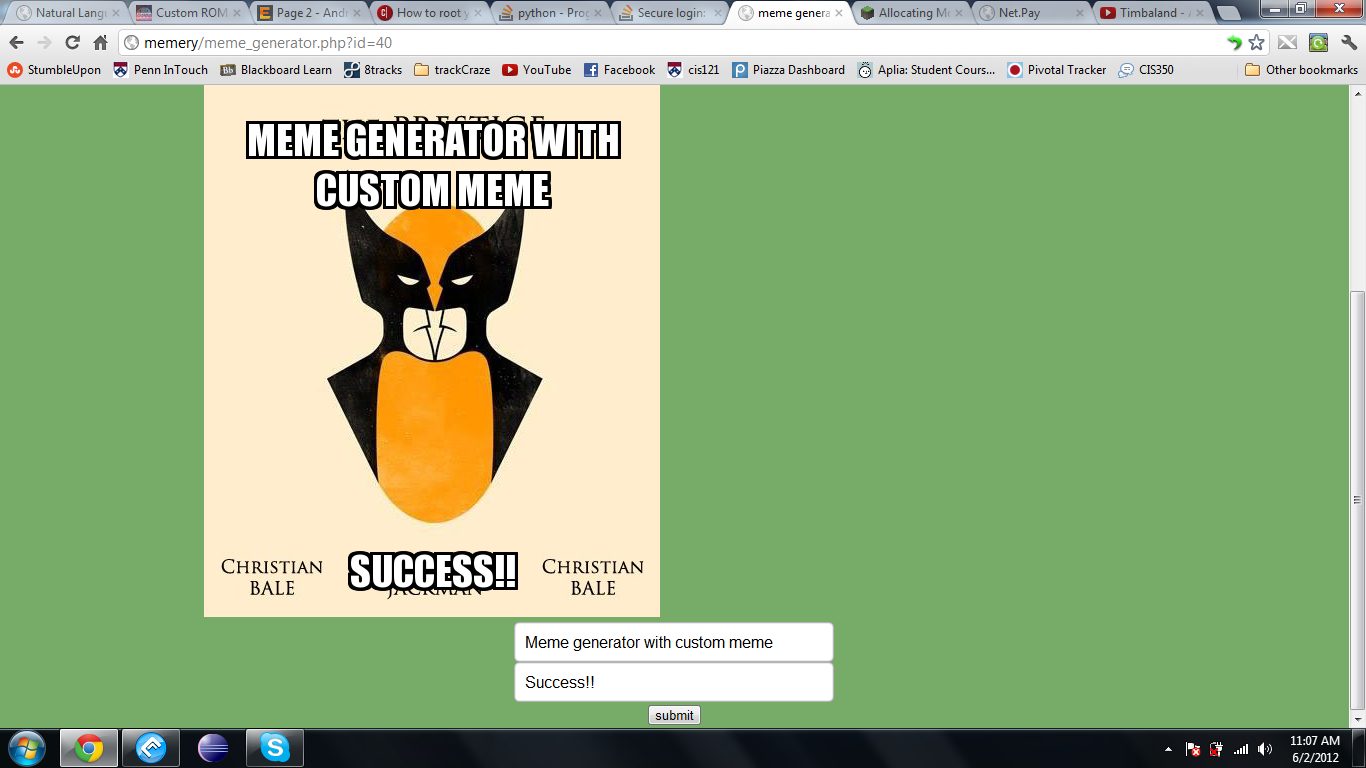 Natural Langu
Custom ROM
Page 2 - Andr
How to root y
python - Prog
Secure login:
meme genera
Allocating Mu
Net.Pay
Timbaland - A
memery/meme_generator.php?id=40
StumbleUpon
Penn InTouch
Bb Blackboard Learn
8tracks
trackCraze
YouTube
Facebook
cis121
Piazza Dashboard
Aplia: Student Cours...
Pivotal Tracker
CIS350
Other bookmarks
PRESTIGE
MEME GENERATOR WITH
CUSTOM MEME
CHRISTIAN
BALE
SUCCESS!!
JACKMAN
CHRISTIAN
BALE
Meme generator with custom meme
Success!!
submit
11:07 AM
6/2/2012